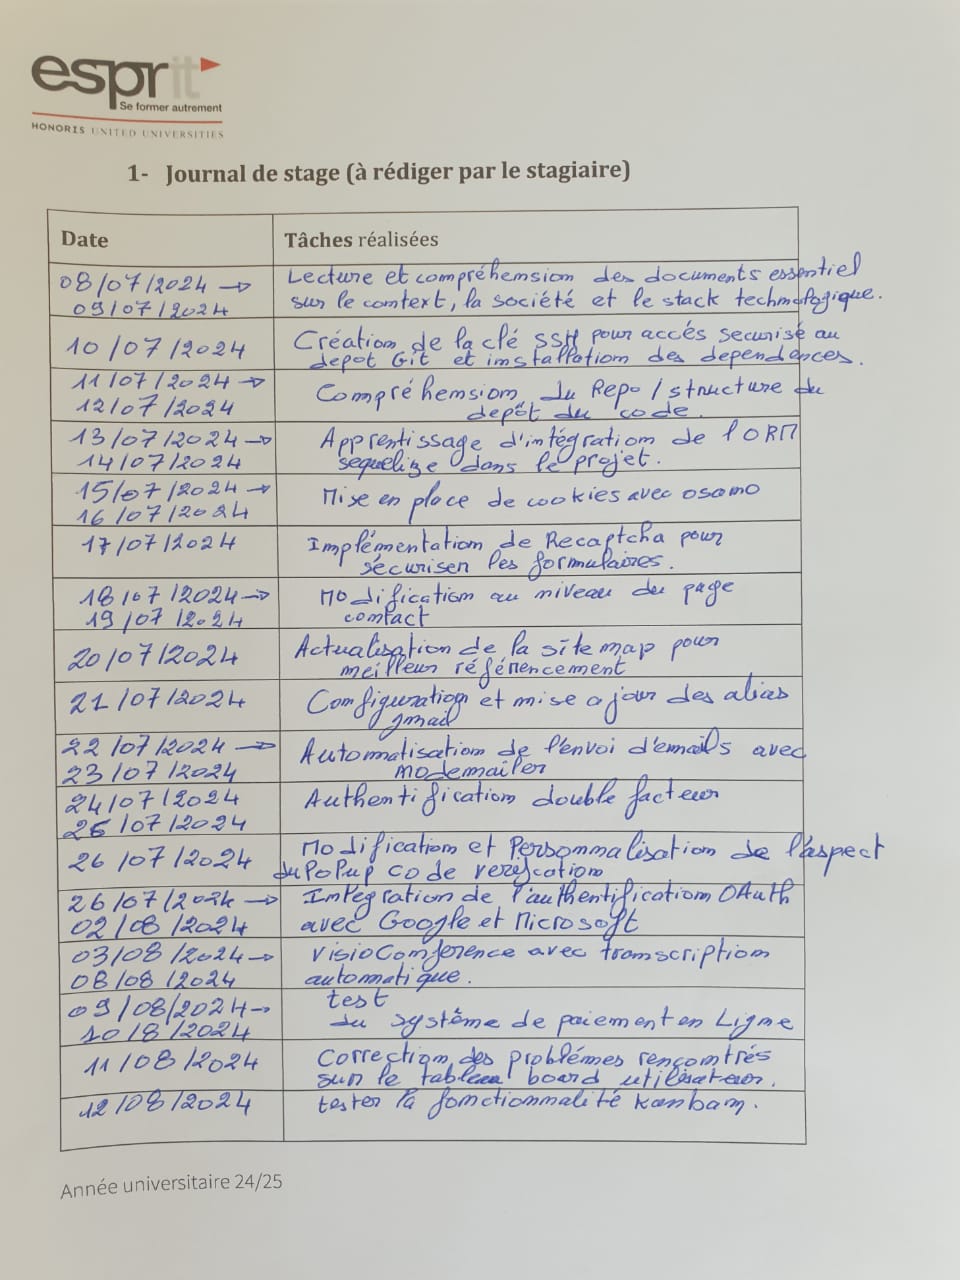 esprit
Se former autrement
HONORIS UNITED UNIVERSITIES
1- Journal de stage (à rédiger par le stagiaire)
Date Tâches réalisées
08/07/2024 → Lecture et compréhension des documents essentiel
09/07/2024 sur le context, la société et le stack technologique.
10/07/2024 Création de la clé SSH pour accés securisé au
depot Git et installation des dependences.
11/07/2024 → Compréhension du Repo / structure du
12/07/2024 depôt du code.
13/07/2024 → Apprentissage d'intégration de l'ORM
14/07/2024 sequelize dans le projet.
15/07/2024 → Mise en place de cookies avec osamo
16/07/2024
17/07/2024 Implémentation de Recaptcha pour
sécuriser les formulaires.
18/07/2024 → Modification au niveau du page
19/07/2024 contact
20/07/2024 Actualisation de la site map pour
meilleur référencement
21/07/2024 Configuration et mise a jour des alias
gmail
22/07/2024 → Automatisation de l'envoi d'emails avec
23/07/2024 nodemailer
24/07/2024 Authentification double facteur
25/07/2024
26/07/2024 Modification et Personnalisation de l'aspect
du PoPup code verification
26/07/2024 → Intégration de l'authentification OAuth
02/08/2024 avec Google et Microsoft
03/08/2024 → VisioConference avec transcription
08/08/2024 automatique.
09/08/2024 → test
10/8/2024 du système de paiement en Ligne
11/08/2024 Correction des problémes rencontrés
sur le tableau board utilisateur.
12/08/2024 tester la fonctionnalité kanban.
Année universitaire 24/25